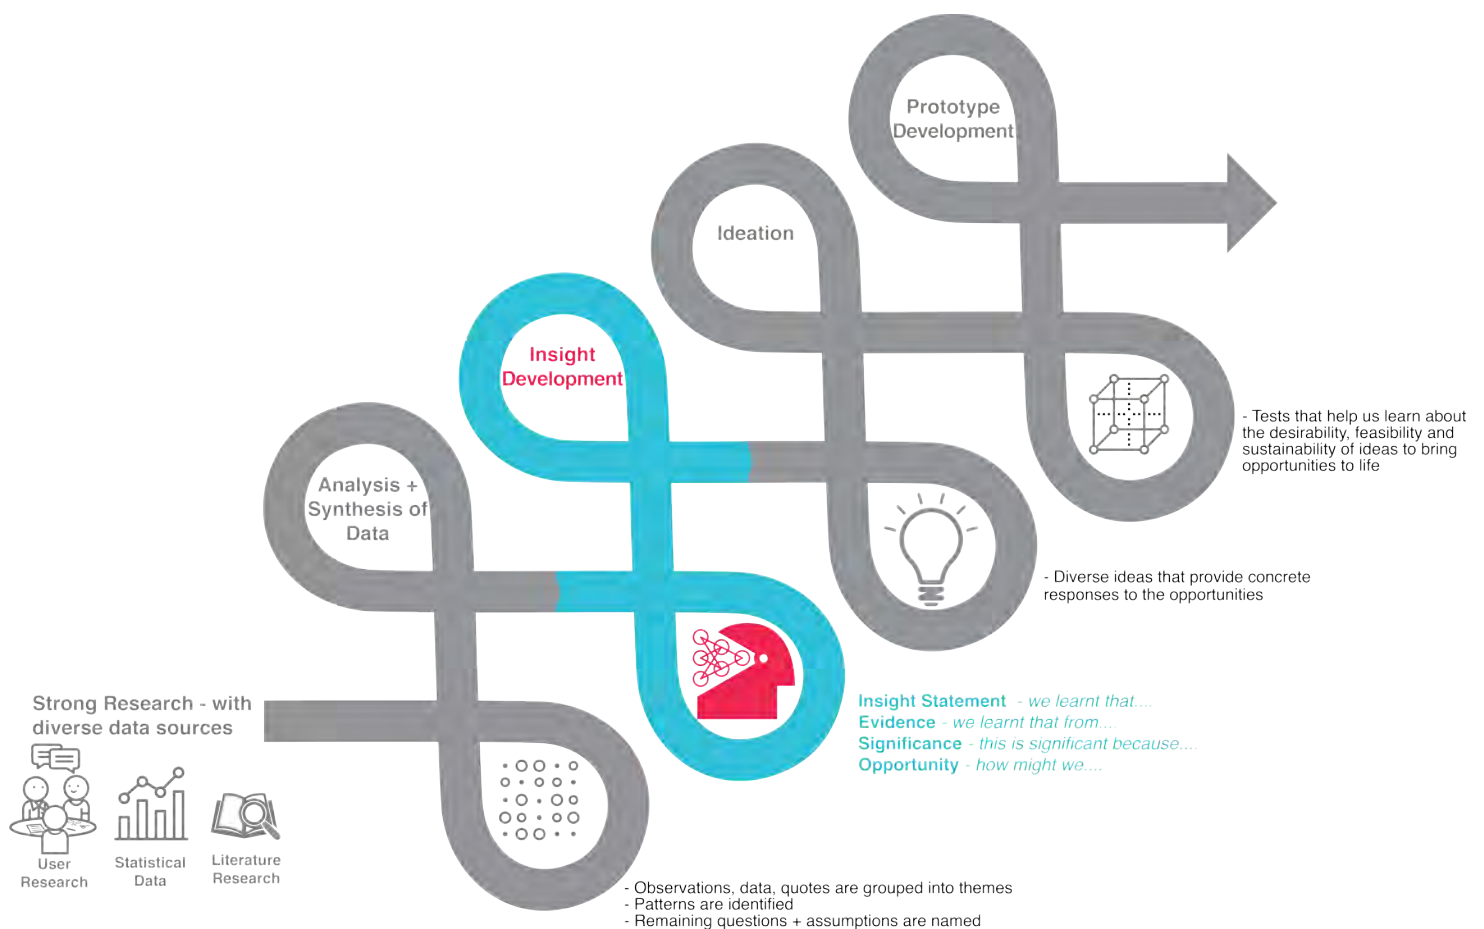 Prototype
Development
Ideation
Insight
Development
Analysis +
Synthesis of
Data
- Tests that help us learn about
the desirability, feasibility and
sustainability of ideas to bring
opportunities to life
- Diverse ideas that provide concrete
responses to the opportunities
Strong Research - with
diverse data sources
Insight Statement - we learnt that....
Evidence - we learnt that from....
Significance - this is significant because....
Opportunity - how might we....
User
Research
Statistical
Data
Literature
Research
- Observations, data, quotes are grouped into themes
- Patterns are identified
- Remaining questions + assumptions are named